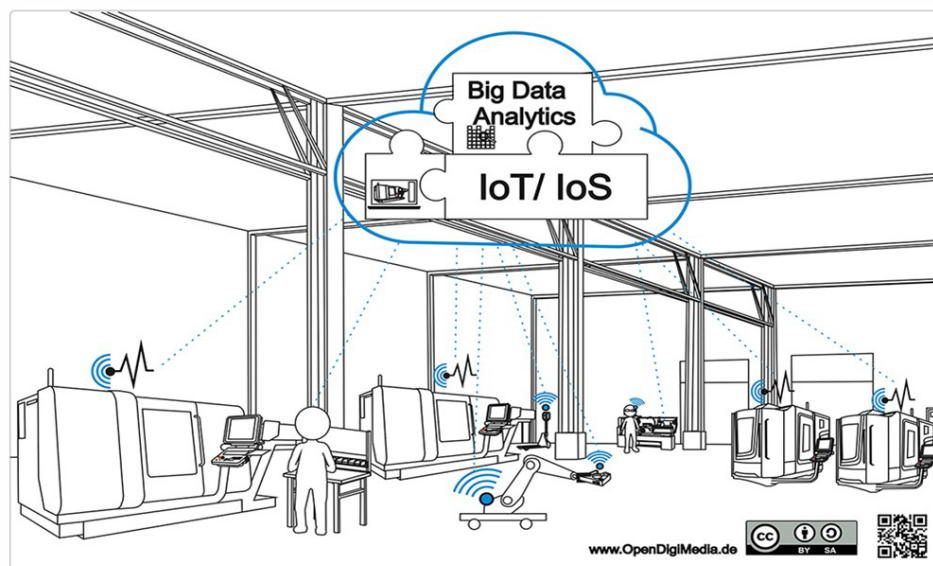 Big Data
Analytics
IoT/ IoS
www.OpenDigiMedia.de
CC
BY SA